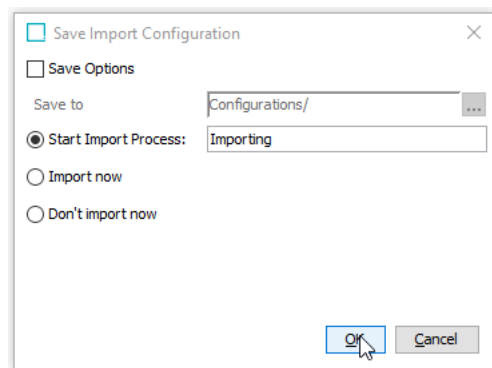 Save Import Configuration
Save Options
Save to Configurations/ ...
Start Import Process: Importing
Import now
Don't import now
OK Cancel